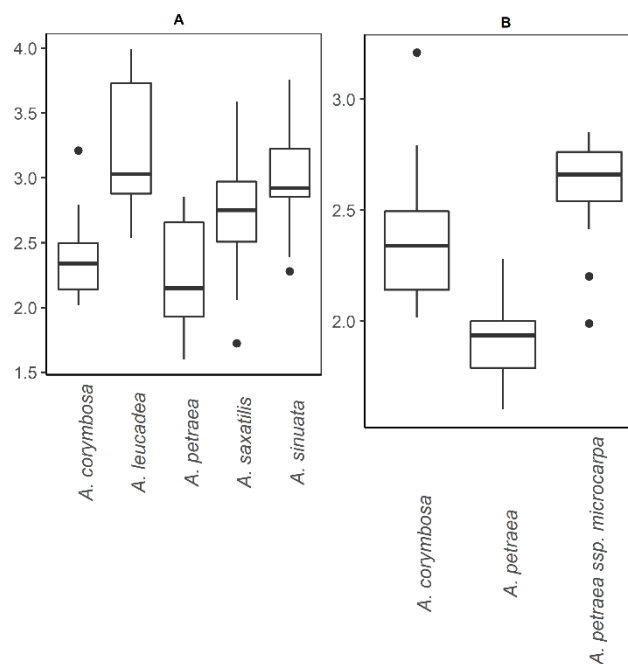 A
4.0
3.5
3.0
2.5
2.0
1.5
A. corymbosa
A. leucadea
A. petraea
A. saxatilis
A. sinuata
B
3.0
2.5
2.0
A. corymbosa
A. petraea
A. petraea ssp. microcarpa